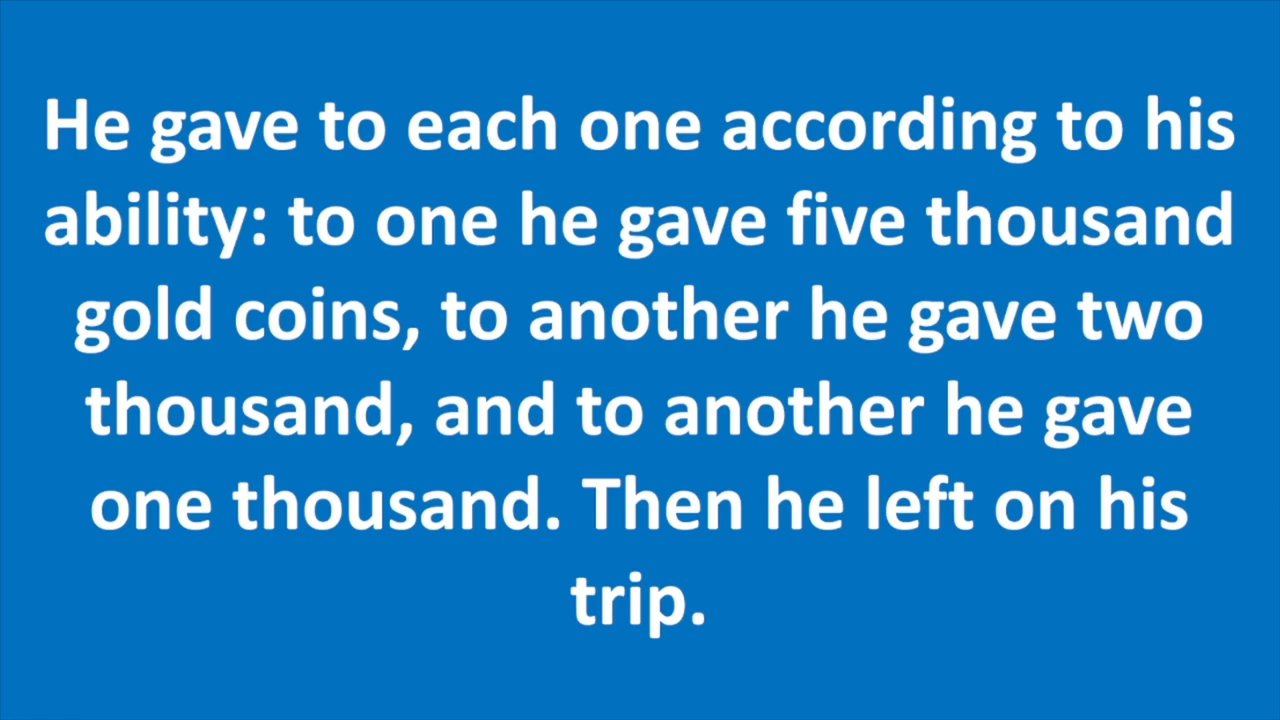 He gave to each one according to his
ability: to one he gave five thousand
gold coins, to another he gave two
thousand, and to another he gave
one thousand. Then he left on his
trip.